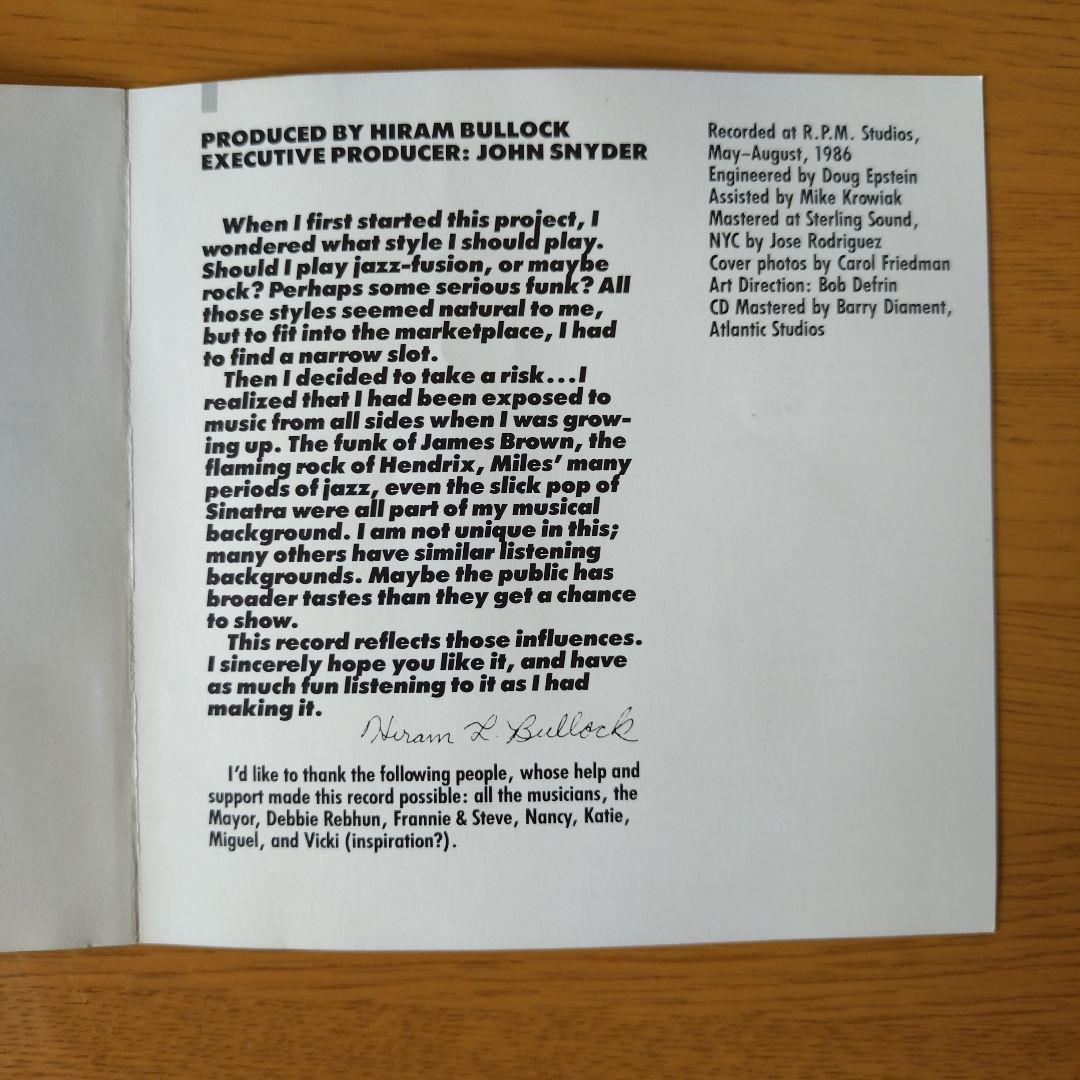 PRODUCED BY HIRAM BULLOCK
EXECUTIVE PRODUCER: JOHN SNYDER
When I first started this project, I
wondered what style I should play.
Should I play jazz-fusion, or maybe
rock? Perhaps some serious funk? All
those styles seemed natural to me,
but to fit into the marketplace, I had
to find a narrow slot.
Then I decided to take a risk...I
realized that I had been exposed to
music from all sides when I was grow-
ing up. The funk of James Brown, the
flaming rock of Hendrix, Miles' many
periods of jazz, even the slick pop of
Sinatra were all part of my musical
background. I am not unique in this;
many others have similar listening
backgrounds. Maybe the public has
broader tastes than they get a chance
to show.
This record reflects those influences.
I sincerely hope you like it, and have
as much fun listening to it as I had
making it.
Hiram L. Bullock
I'd like to thank the following people, whose help and
support made this record possible: all the musicians, the
Mayor, Debbie Rebhun, Frannie & Steve, Nancy, Katie,
Miguel, and Vicki (inspiration?).
Recorded at R.P.M. Studios,
May–August, 1986
Engineered by Doug Epstein
Assisted by Mike Krowiak
Mastered at Sterling Sound,
NYC by Jose Rodriguez
Cover photos by Carol Friedman
Art Direction: Bob Defrin
CD Mastered by Barry Diament,
Atlantic Studios